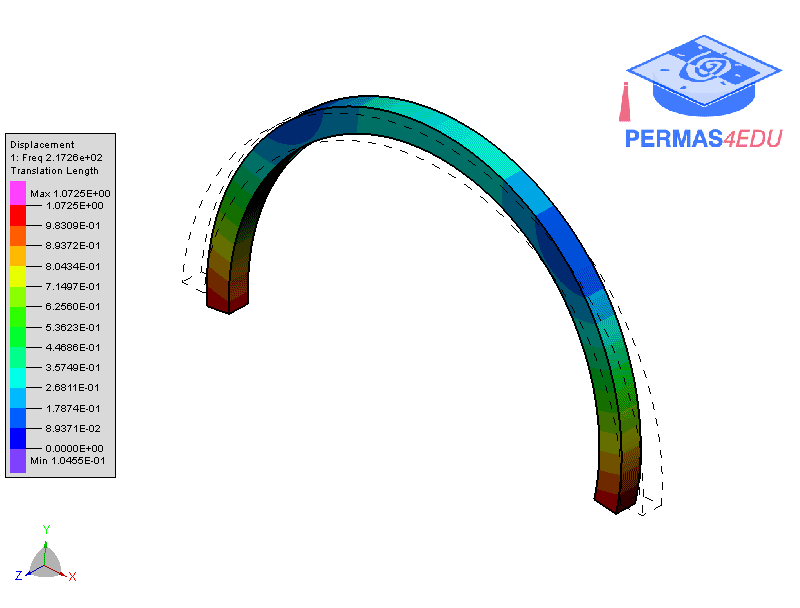 PERMAS4EDU
Displacement
1: Freq 2.1726e+02
Translation Length
Max 1.0725E+00
1.0725E+00
9.8309E-01
8.9372E-01
8.0434E-01
7.1497E-01
6.2560E-01
5.3623E-01
4.4686E-01
3.5749E-01
2.6811E-01
1.7874E-01
8.9371E-02
0.0000E+00
Min 1.0455E-01
Y
Z
X